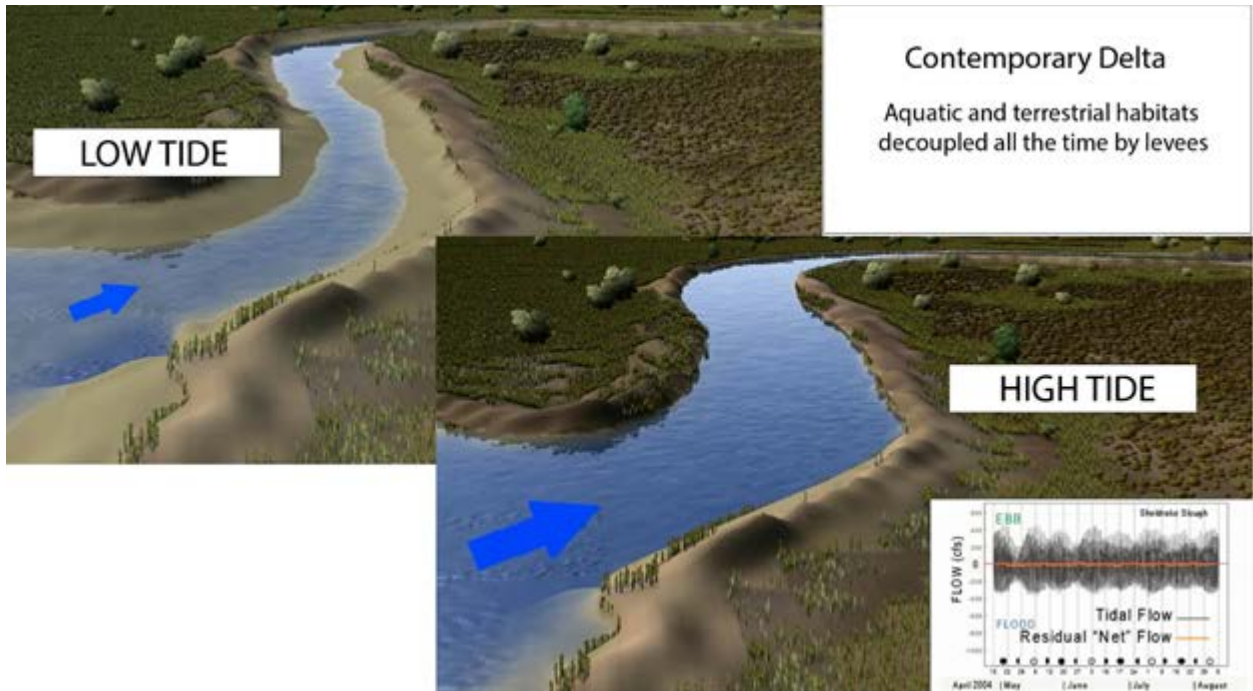 LOW TIDE
Contemporary Delta
Aquatic and terrestrial habitats
decoupled all the time by levees
HIGH TIDE
EBB
Sheldrake Slough
FLOW (cfs)
0
FLOOD
Tidal Flow
Residual "Net" Flow
April 2004 | May | June | July | August